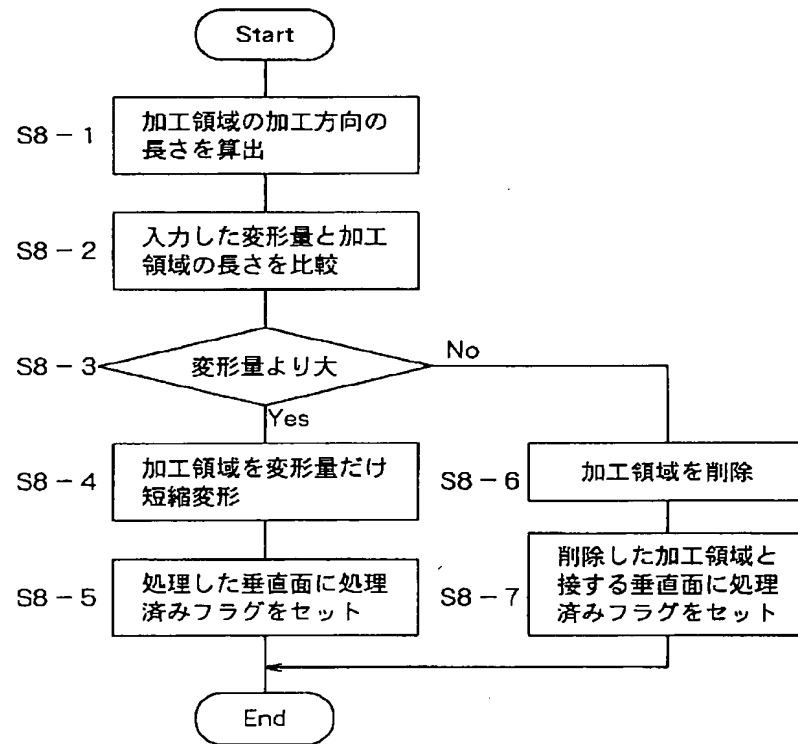 Start
S8-1
加工領域の加工方向の
長さを算出
S8-2
入力した変形量と加工
領域の長さを比較
S8-3
変形量より大
No
Yes
S8-4
加工領域を変形量だけ
短縮変形
S8-6
加工領域を削除
S8-5
処理した垂直面に処理
済みフラグをセット
S8-7
削除した加工領域と
接する垂直面に処理
済みフラグをセット
End